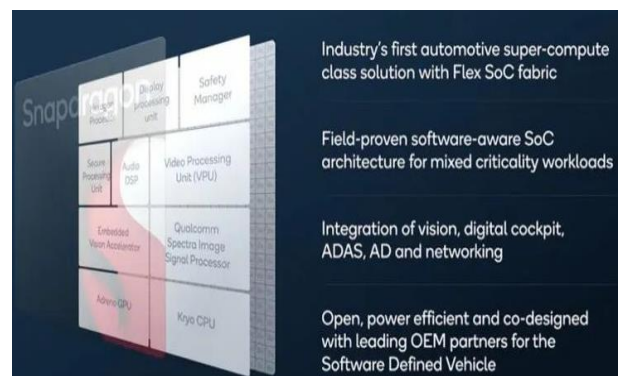 Snapdragon
Display
processing
unit
Safety
Manager
Secure
Processing
Unit
Audio
DSP
Video Processing
Unit (VPU)
Embedded
Vision Accelerator
Qualcomm
Spectra Image
Signal Processor
Adreno GPU
Kryo CPU
Industry's first automotive super-compute
class solution with Flex SoC fabric
Field-proven software-aware SoC
architecture for mixed criticality workloads
Integration of vision, digital cockpit,
ADAS, AD and networking
Open, power efficient and co-designed
with leading OEM partners for the
Software Defined Vehicle